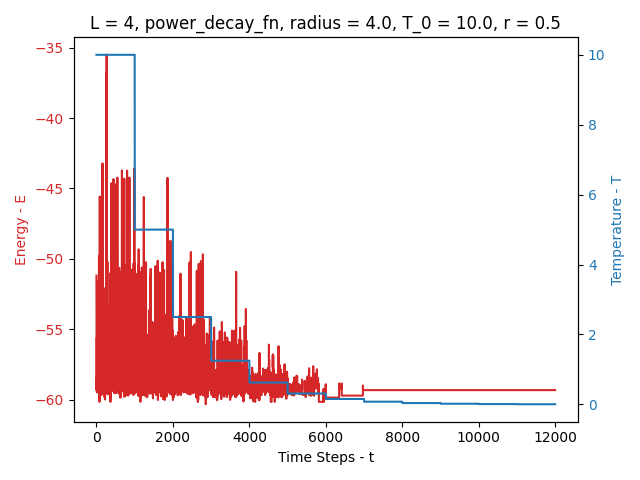 L = 4, power_decay_fn, radius = 4.0, T_0 = 10.0, r = 0.5
−35
−40
−45
−50
−55
−60
Energy - E
10
8
6
4
2
0
Temperature - T
0 2000 4000 6000 8000 10000 12000
Time Steps - t